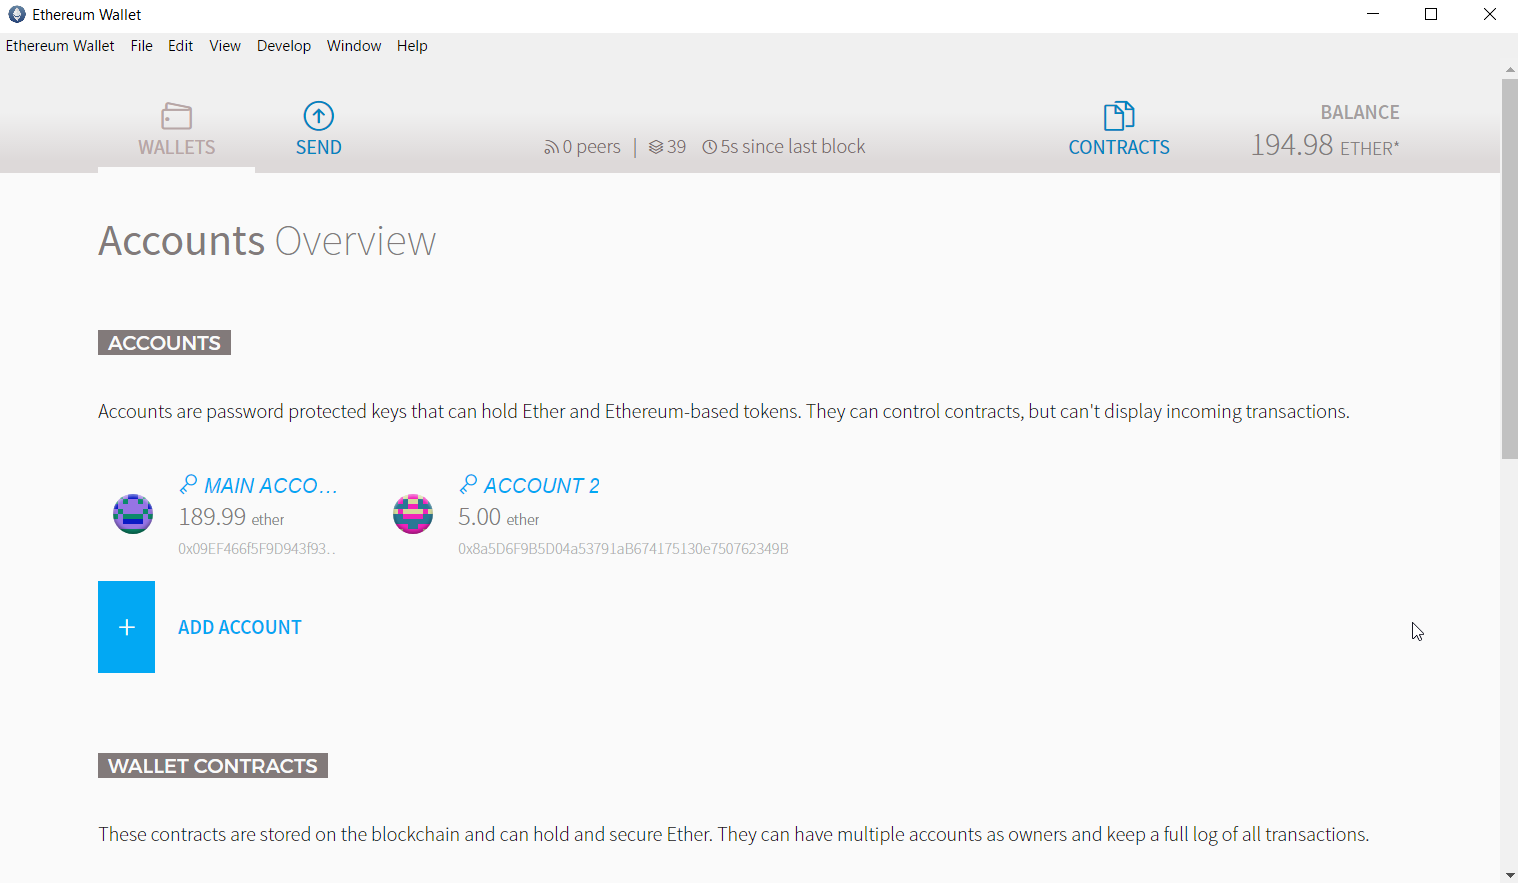 Ethereum Wallet
Ethereum Wallet File Edit View Develop Window Help
WALLETS SEND 0 peers | 39 5s since last block CONTRACTS BALANCE
194.98 ETHER*
Accounts Overview
ACCOUNTS
Accounts are password protected keys that can hold Ether and Ethereum-based tokens. They can control contracts, but can't display incoming transactions.
MAIN ACCO... ACCOUNT 2
189.99 ether 5.00 ether
0x09EF466f5F9D943f93.. 0x8a5D6F9B5D04a53791aB674175130e750762349B
+ ADD ACCOUNT
WALLET CONTRACTS
These contracts are stored on the blockchain and can hold and secure Ether. They can have multiple accounts as owners and keep a full log of all transactions.